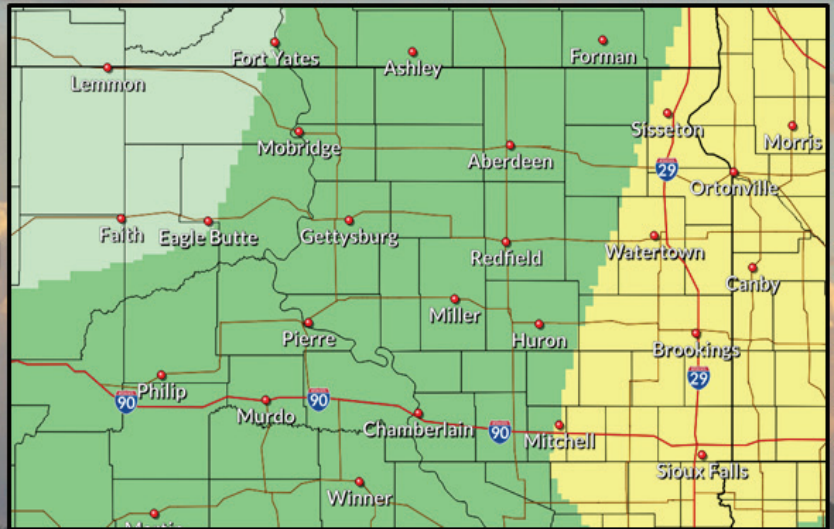 Fort Yates
Ashley
Forman
Lemmon
Sisseton
Morris
Mobridge
Aberdeen
29
Ortonville
Faith
Eagle Butte
Gettysburg
Redfield
Watertown
Canby
Miller
Pierre
Huron
Brookings
29
Philip
90
90
Murdo
Chamberlain
90
Mitchell
Sioux Falls
Winner